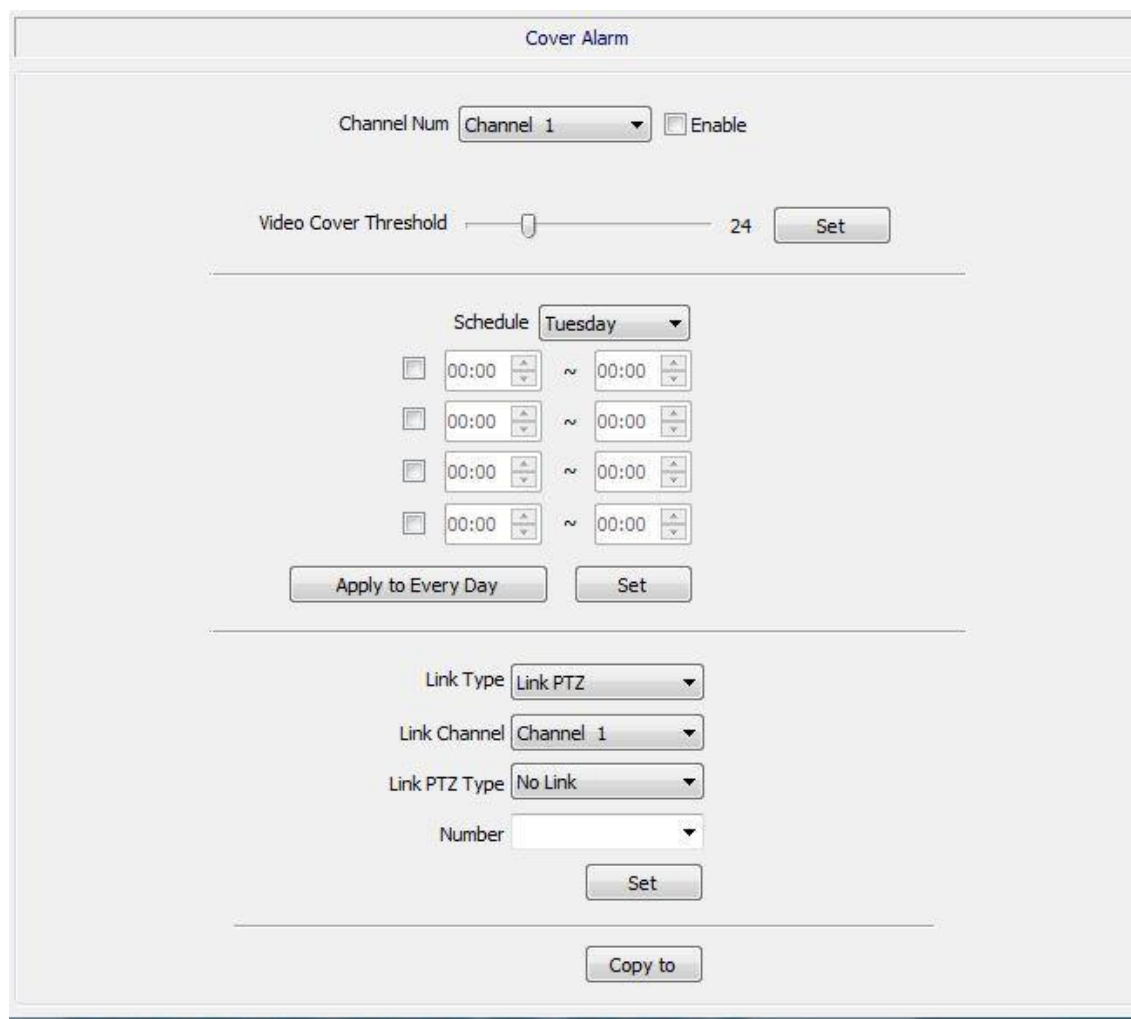 Cover Alarm
Channel Num Channel 1 Enable
Video Cover Threshold 24 Set
Schedule Tuesday
00:00 ~ 00:00
00:00 ~ 00:00
00:00 ~ 00:00
00:00 ~ 00:00
Apply to Every Day Set
Link Type Link PTZ
Link Channel Channel 1
Link PTZ Type No Link
Number
Set
Copy to